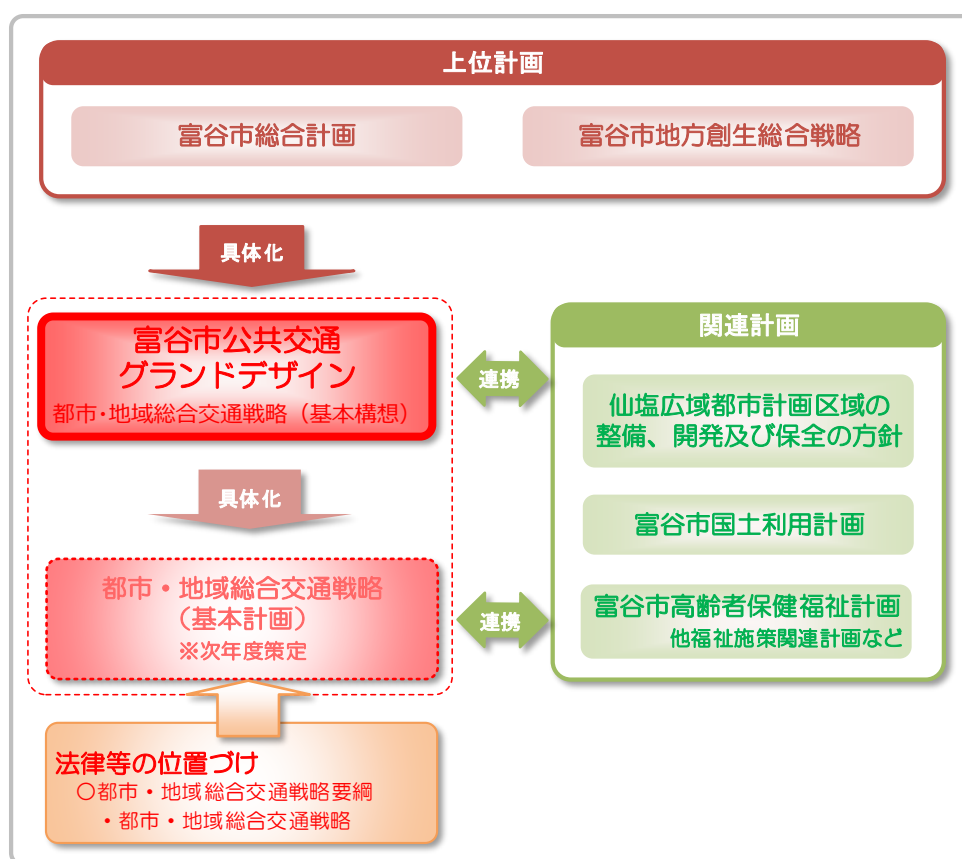 上位計画
富谷市総合計画
富谷市地方創生総合戦略
具体化
富谷市公共交通
グランドデザイン
都市･地域総合交通戦略（基本構想）
連携
具体化
都市・地域総合交通戦略
（基本計画）
※次年度策定
連携
関連計画
仙塩広域都市計画区域の
整備、開発及び保全の方針
富谷市国土利用計画
富谷市高齢者保健福祉計画
他福祉施策関連計画など
法律等の位置づけ
○都市・地域総合交通戦略要綱
・都市・地域総合交通戦略